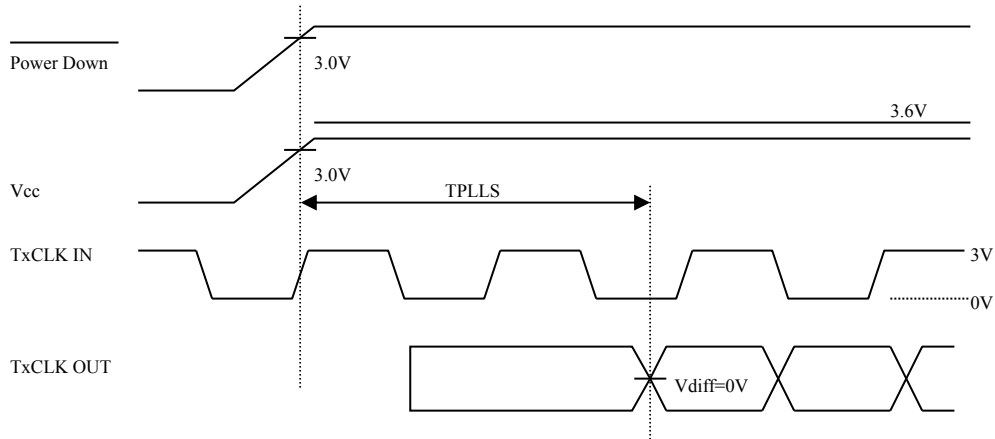 Power Down
3.0V
3.6V
3.0V
Vcc
TPLLS
TxCLK IN
3V
0V
TxCLK OUT
Vdiff=0V